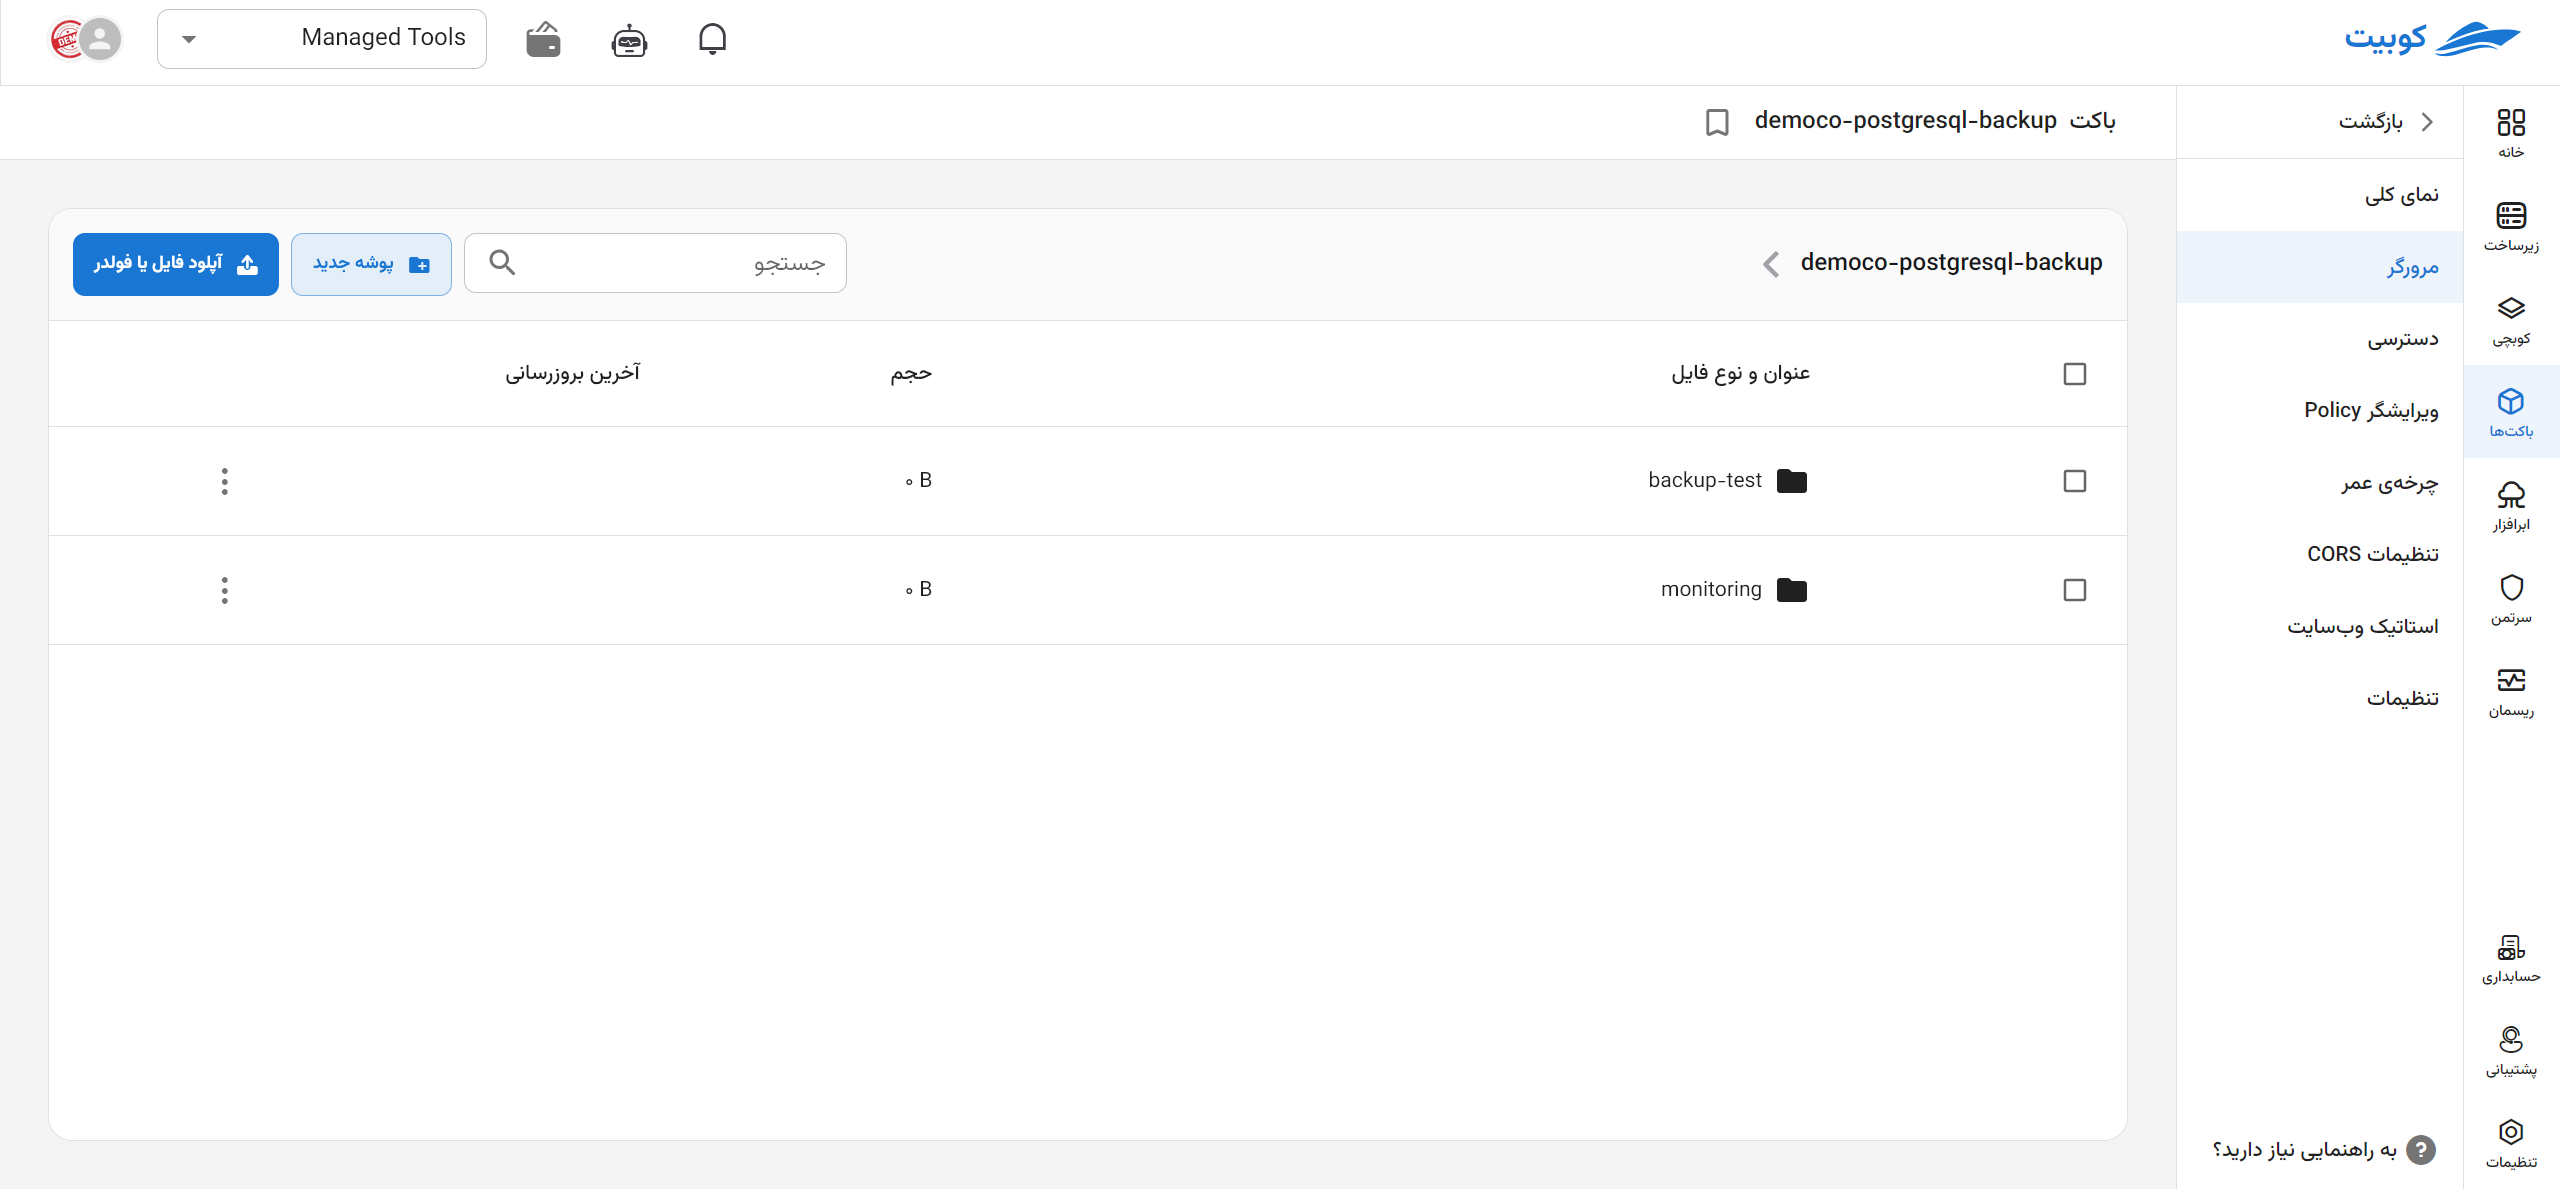 کوبیت
Managed Tools
DEM
خانه
زیرساخت
کوبچی
باکت‌ها
ابرافزار
سرتمن
ریسمان
حسابداری
پشتیبانی
تنظیمات
بازگشت
نمای کلی
مرورگر
دسترسی
ویرایشگر Policy
چرخه‌ی عمر
تنظیمات CORS
استاتیک وب‌سایت
تنظیمات
به راهنمایی نیاز دارید؟
باکت democo-postgresql-backup
democo-postgresql-backup
جستجو
پوشه جدید
آپلود فایل یا فولدر
عنوان و نوع فایل حجم آخرین بروزرسانی
backup-test ۰ B
monitoring ۰ B